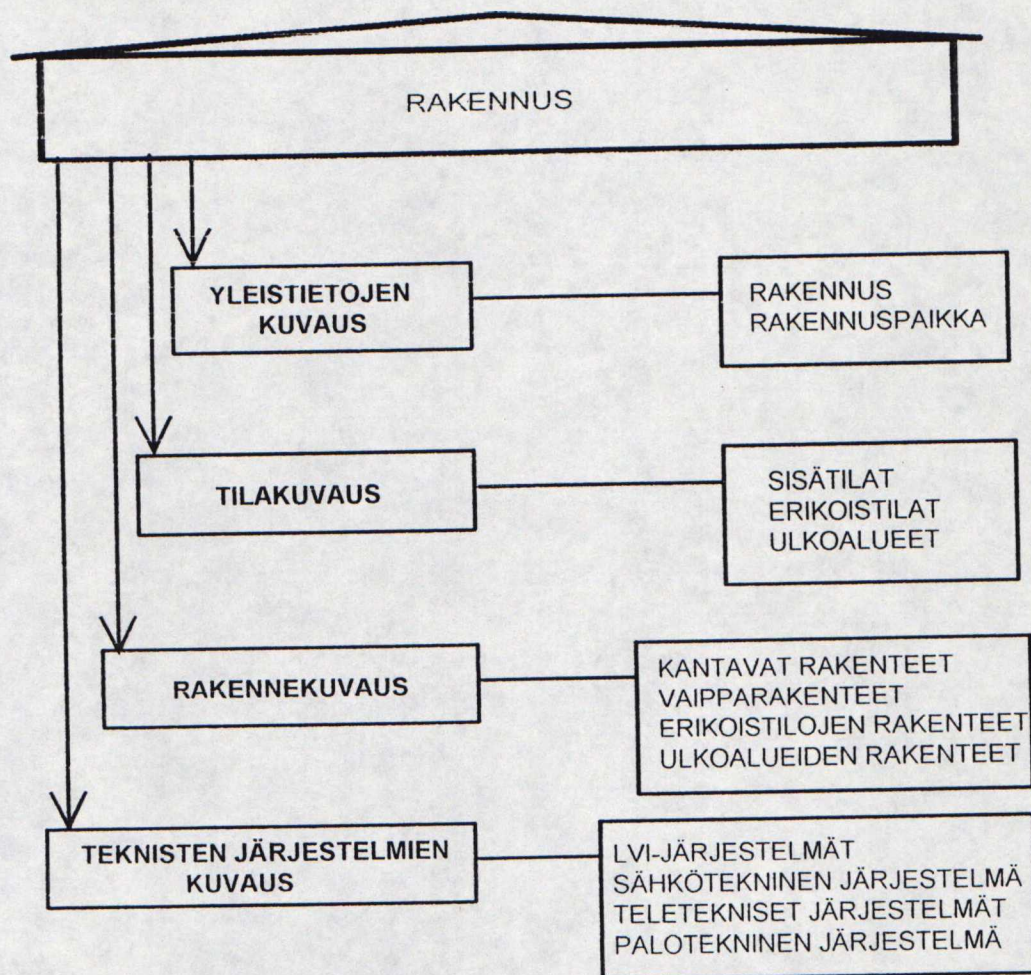 RAKENNUS
YLEISTIETOJEN
KUVAUS
RAKENNUS
RAKENNUSPAIKKA
TILAKUVAUS
SISÄTILAT
ERIKOISTILAT
ULKOALUEET
RAKENNEKUVAUS
KANTAVAT RAKENTEET
VAIPPARAKENTEET
ERIKOISTILOJEN RAKENTEET
ULKOALUEIDEN RAKENTEET
TEKNISTEN JÄRJESTELMIEN
KUVAUS
LVI-JÄRJESTELMÄT
SÄHKÖTEKNINEN JÄRJESTELMÄ
TELETEKNISET JÄRJESTELMÄT
PALOTEKNINEN JÄRJESTELMÄ